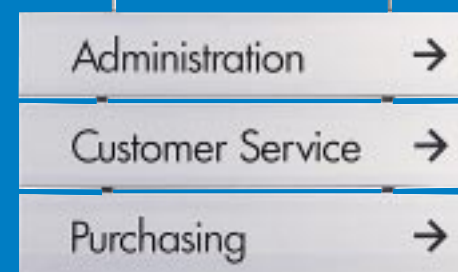 Administration →
Customer Service →
Purchasing →